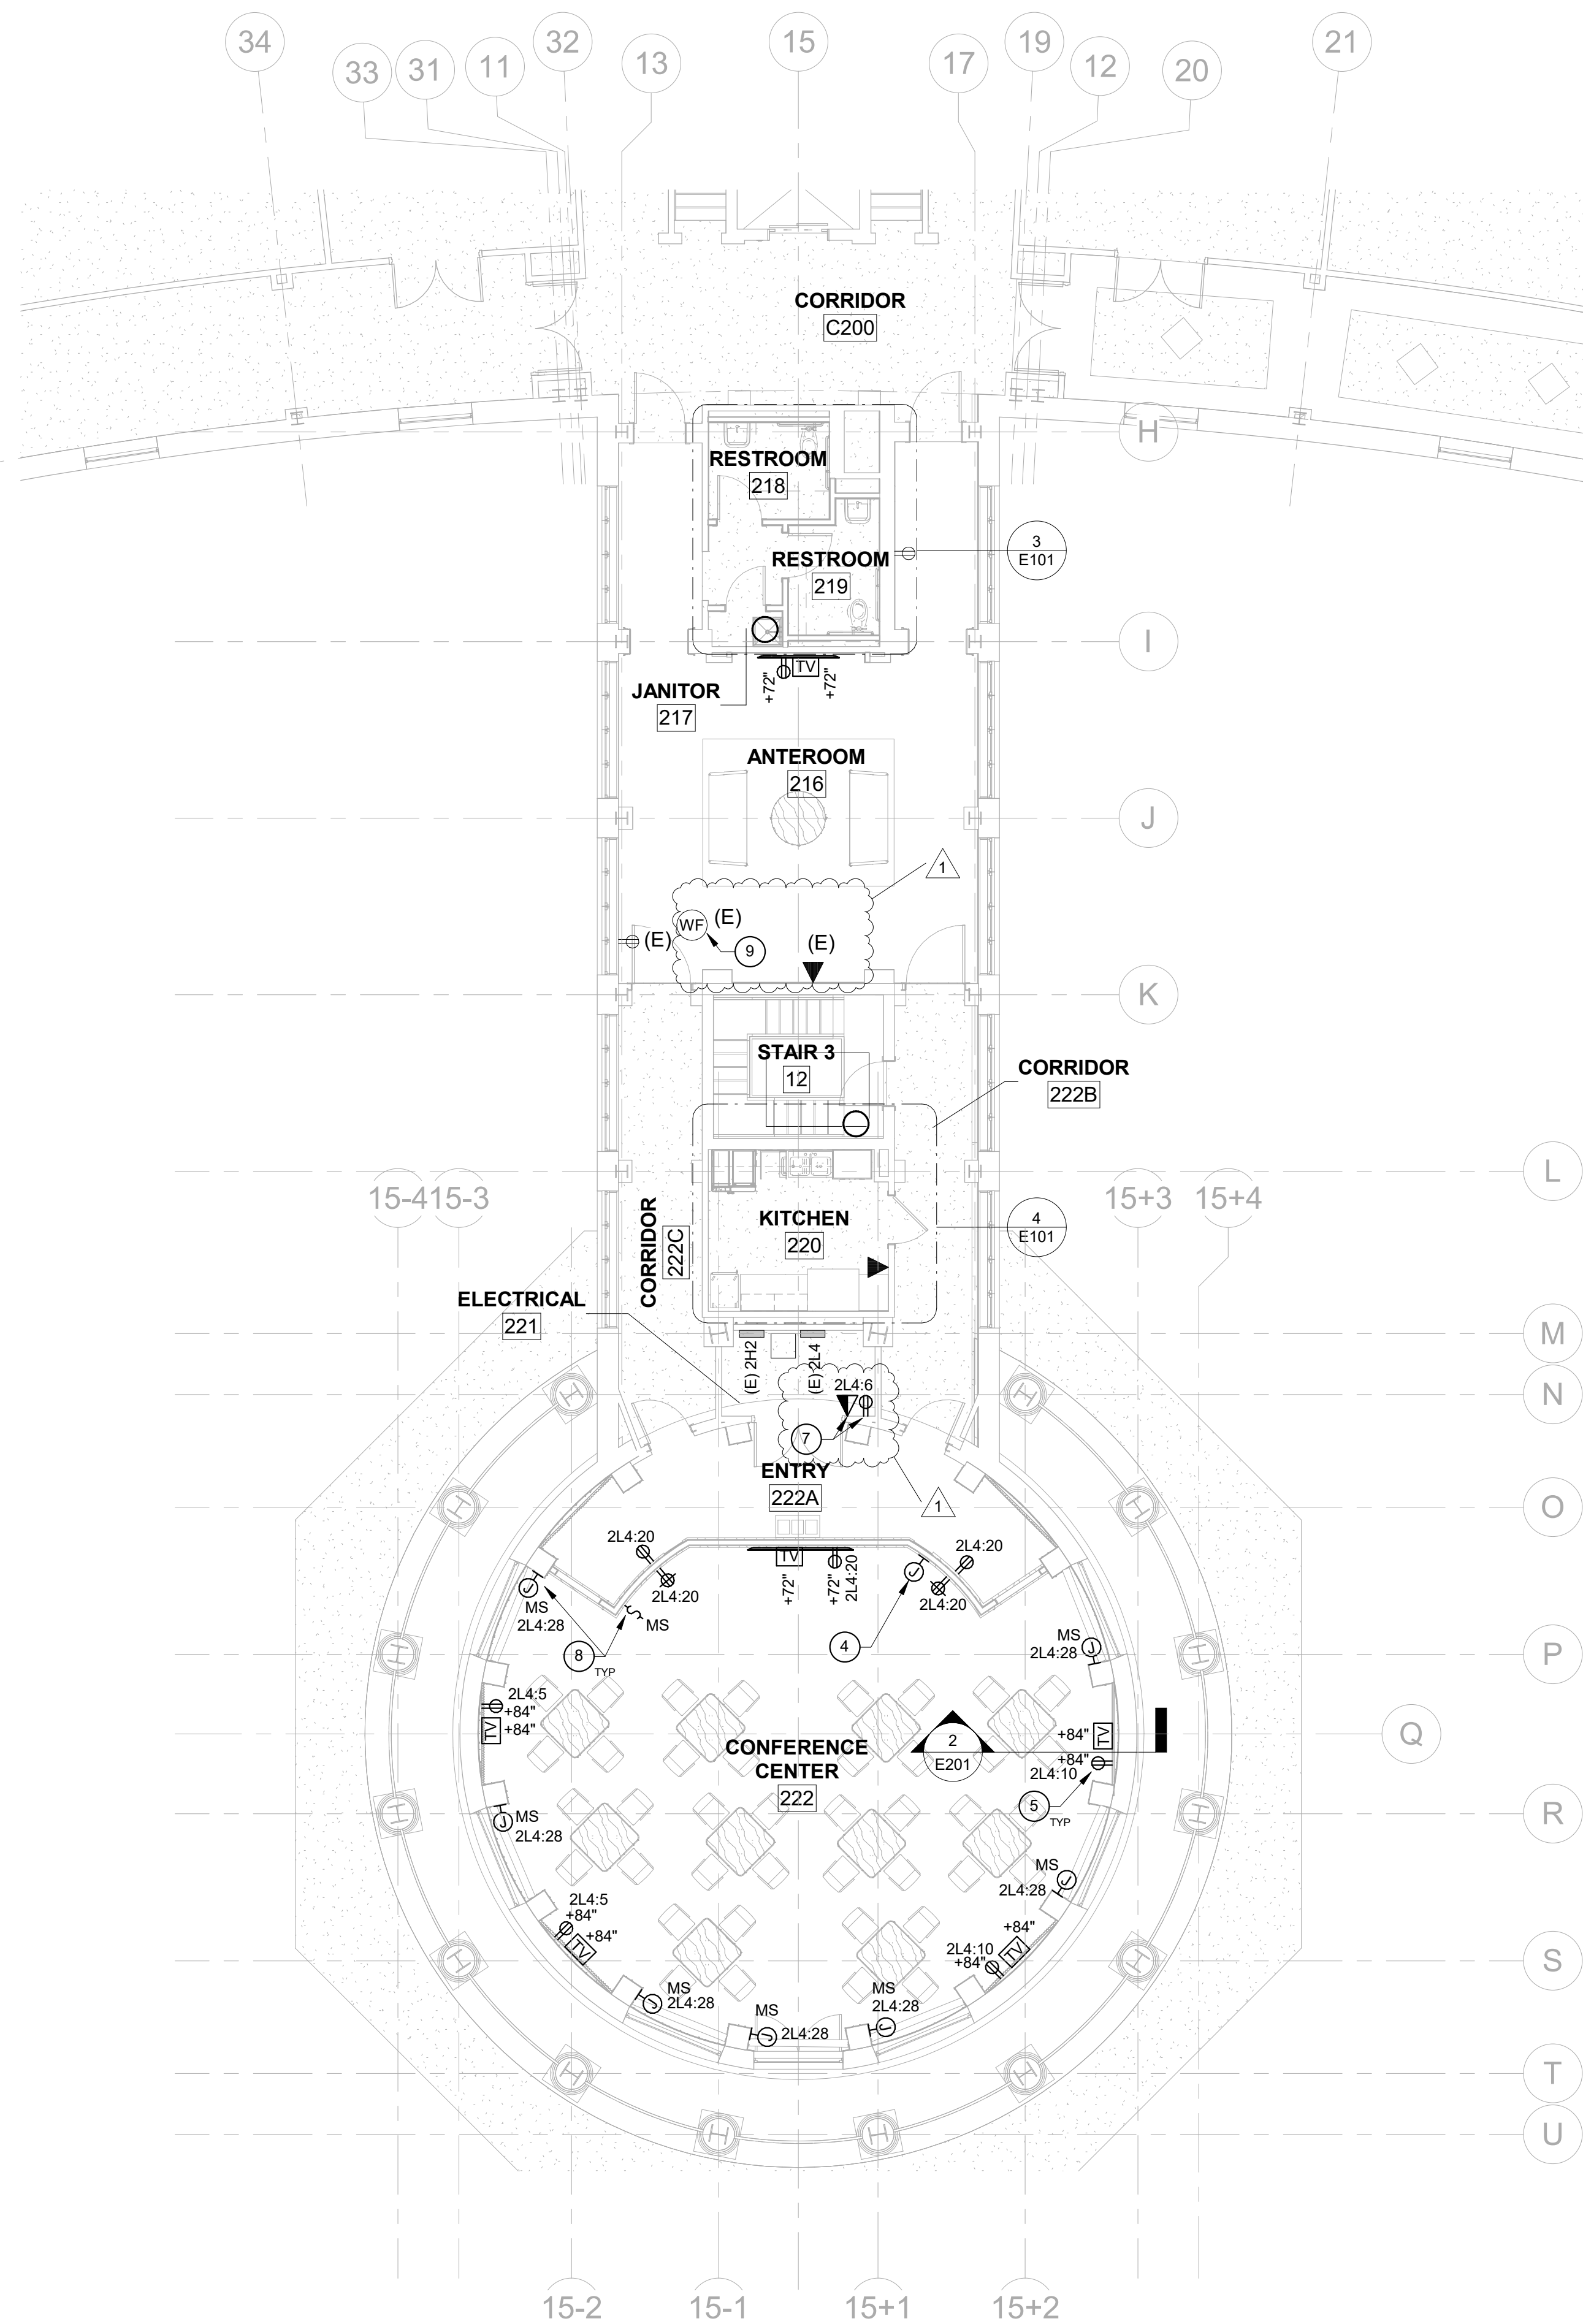 34
32
15
19
21
33
31
11
13
17
12
20
CORRIDOR
C200
H
RESTROOM
218
3
E101
RESTROOM
219
I
TV
+72"
+72"
JANITOR
217
ANTEROOM
216
J
1
WF
(E)
(E)
9
(E)
K
STAIR 3
12
CORRIDOR
222B
L
15-4
15-3
15+3
15+4
KITCHEN
220
CORRIDOR
222C
4
E101
ELECTRICAL
221
M
(E) 2H2
(E) 2L4
2L4:6
N
7
ENTRY
222A
1
O
2L4:20
2L4:20
TV
+72"
+72"
2L4:20
J
2L4:20
2L4:20
J
MS
2L4:28
MS
8
TYP
4
MS
2L4:28
J
P
2L4:5
+84"
TV
+84"
CONFERENCE
CENTER
222
2
E201
+84"
TV
+84"
2L4:10
Q
5
TYP
J
MS
2L4:28
R
MS
2L4:28
J
2L4:5
+84"
+84"
TV
+84"
2L4:10
+84"
TV
S
MS
J
2L4:28
MS
J
2L4:28
MS
2L4:28
J
T
U
15-2
15-1
15+1
15+2